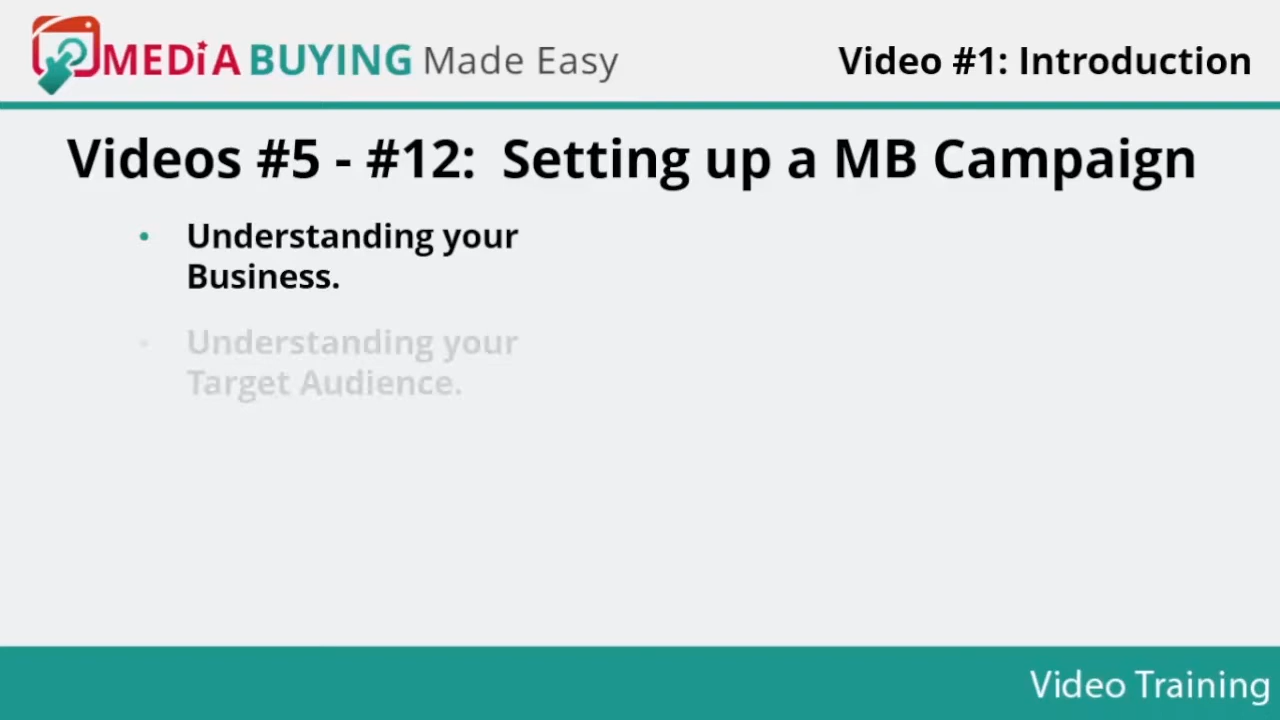 MEDiA BUYING Made Easy
Video #1: Introduction
Videos #5 - #12: Setting up a MB Campaign
• Understanding your
Business.
• Understanding your
Target Audience.
Video Training